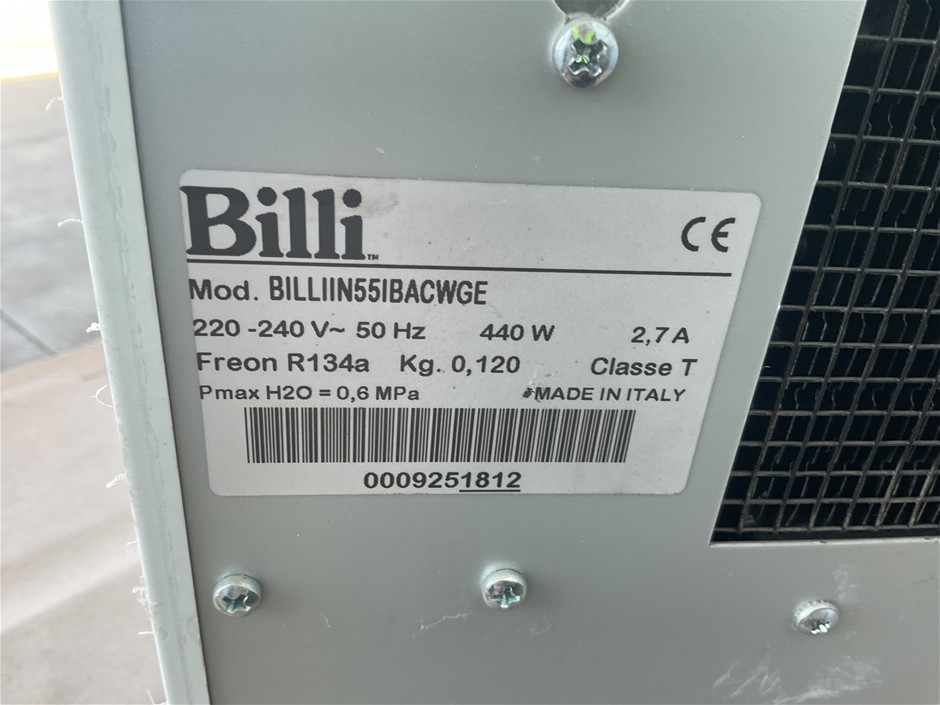 Billi™
CE
Mod. BILLIIN55IBACWGE
220 -240 V~ 50 Hz 440 W 2,7 A
Freon R134a Kg. 0,120 Classe T
Pmax H2O = 0,6 MPa MADE IN ITALY
0009251812